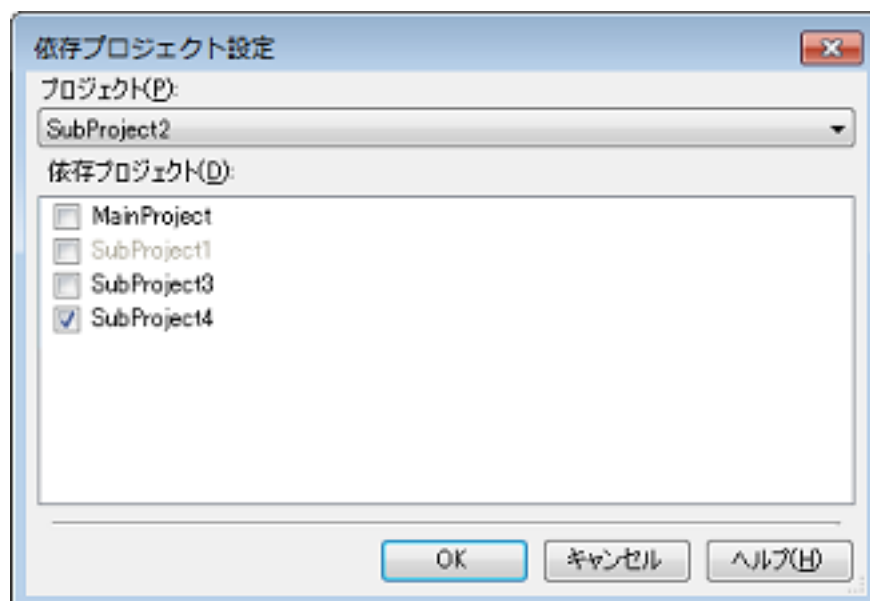 依存プロジェクト設定
プロジェクト(P):
SubProject2
依存プロジェクト(D):
MainProject
SubProject1
SubProject3
SubProject4
OK
キャンセル
ヘルプ(H)